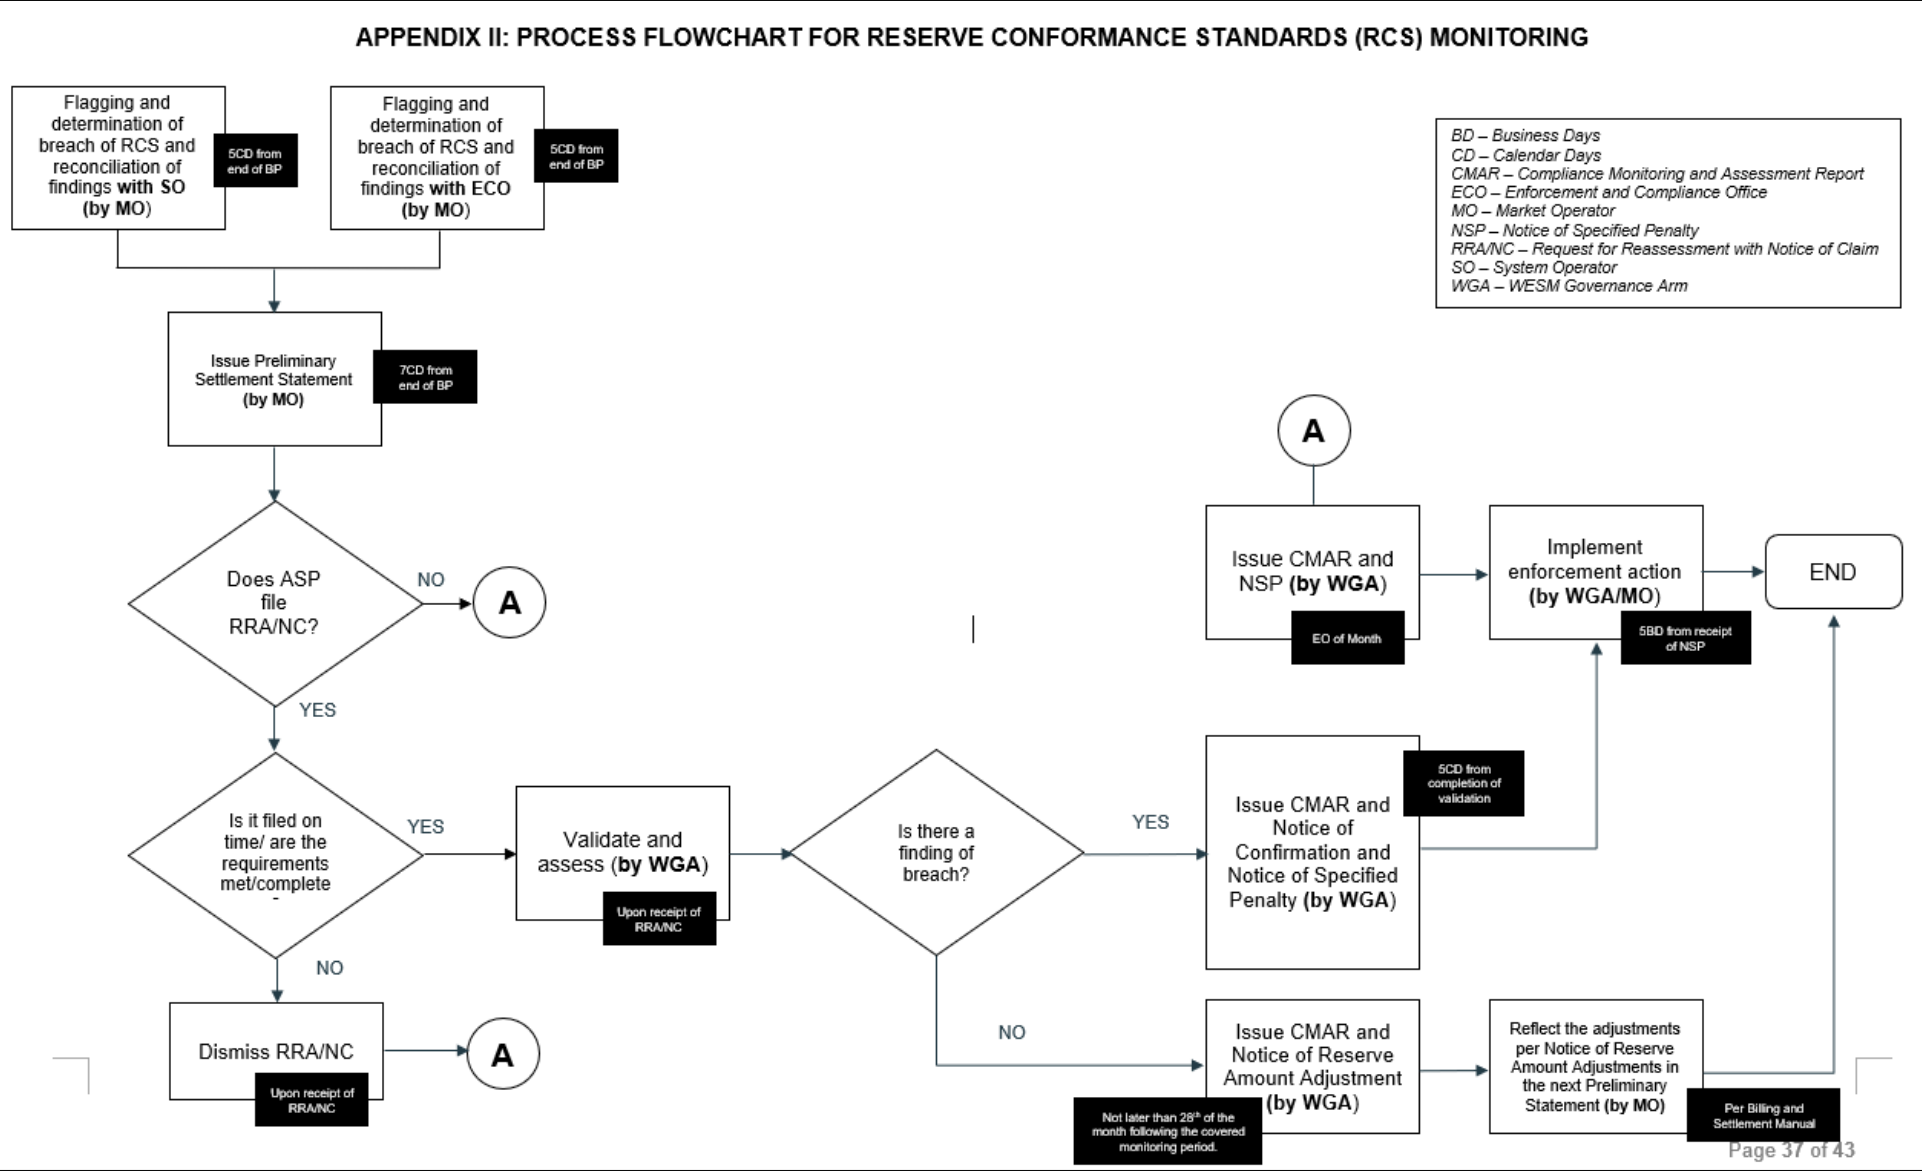 APPENDIX II: PROCESS FLOWCHART FOR RESERVE CONFORMANCE STANDARDS (RCS) MONITORING
Flagging and
determination of
breach of RCS and
reconciliation of
findings with SO
(by MO)
5CD from
end of BP
Flagging and
determination of
breach of RCS and
reconciliation of
findings with ECO
(by MO)
5CD from
end of BP
BD – Business Days
CD – Calendar Days
CMAR – Compliance Monitoring and Assessment Report
ECO – Enforcement and Compliance Office
MO – Market Operator
NSP – Notice of Specified Penalty
RRA/NC – Request for Reassessment with Notice of Claim
SO – System Operator
WGA – WESM Governance Arm
Issue Preliminary
Settlement Statement
(by MO)
7CD from
end of BP
Does ASP
file
RRA/NC?
NO
A
YES
Is it filed on
time/ are the
requirements
met/complete
YES
Validate and
assess (by WGA)
Upon receipt of
RRA/NC
NO
Dismiss RRA/NC
Upon receipt of
RRA/NC
A
Is there a
finding of
breach?
YES
Issue CMAR and
Notice of
Confirmation and
Notice of Specified
Penalty (by WGA)
5CD from
completion of
validation
NO
Issue CMAR and
Notice of Reserve
Amount Adjustment
(by WGA)
Not later than 28th of the
month following the covered
monitoring period.
Reflect the adjustments
per Notice of Reserve
Amount Adjustments in
the next Preliminary
Statement (by MO)
Per Billing and
Settlement Manual
A
Issue CMAR and
NSP (by WGA)
EO of Month
Implement
enforcement action
(by WGA/MO)
5BD from receipt
of NSP
END
Page 37 of 43